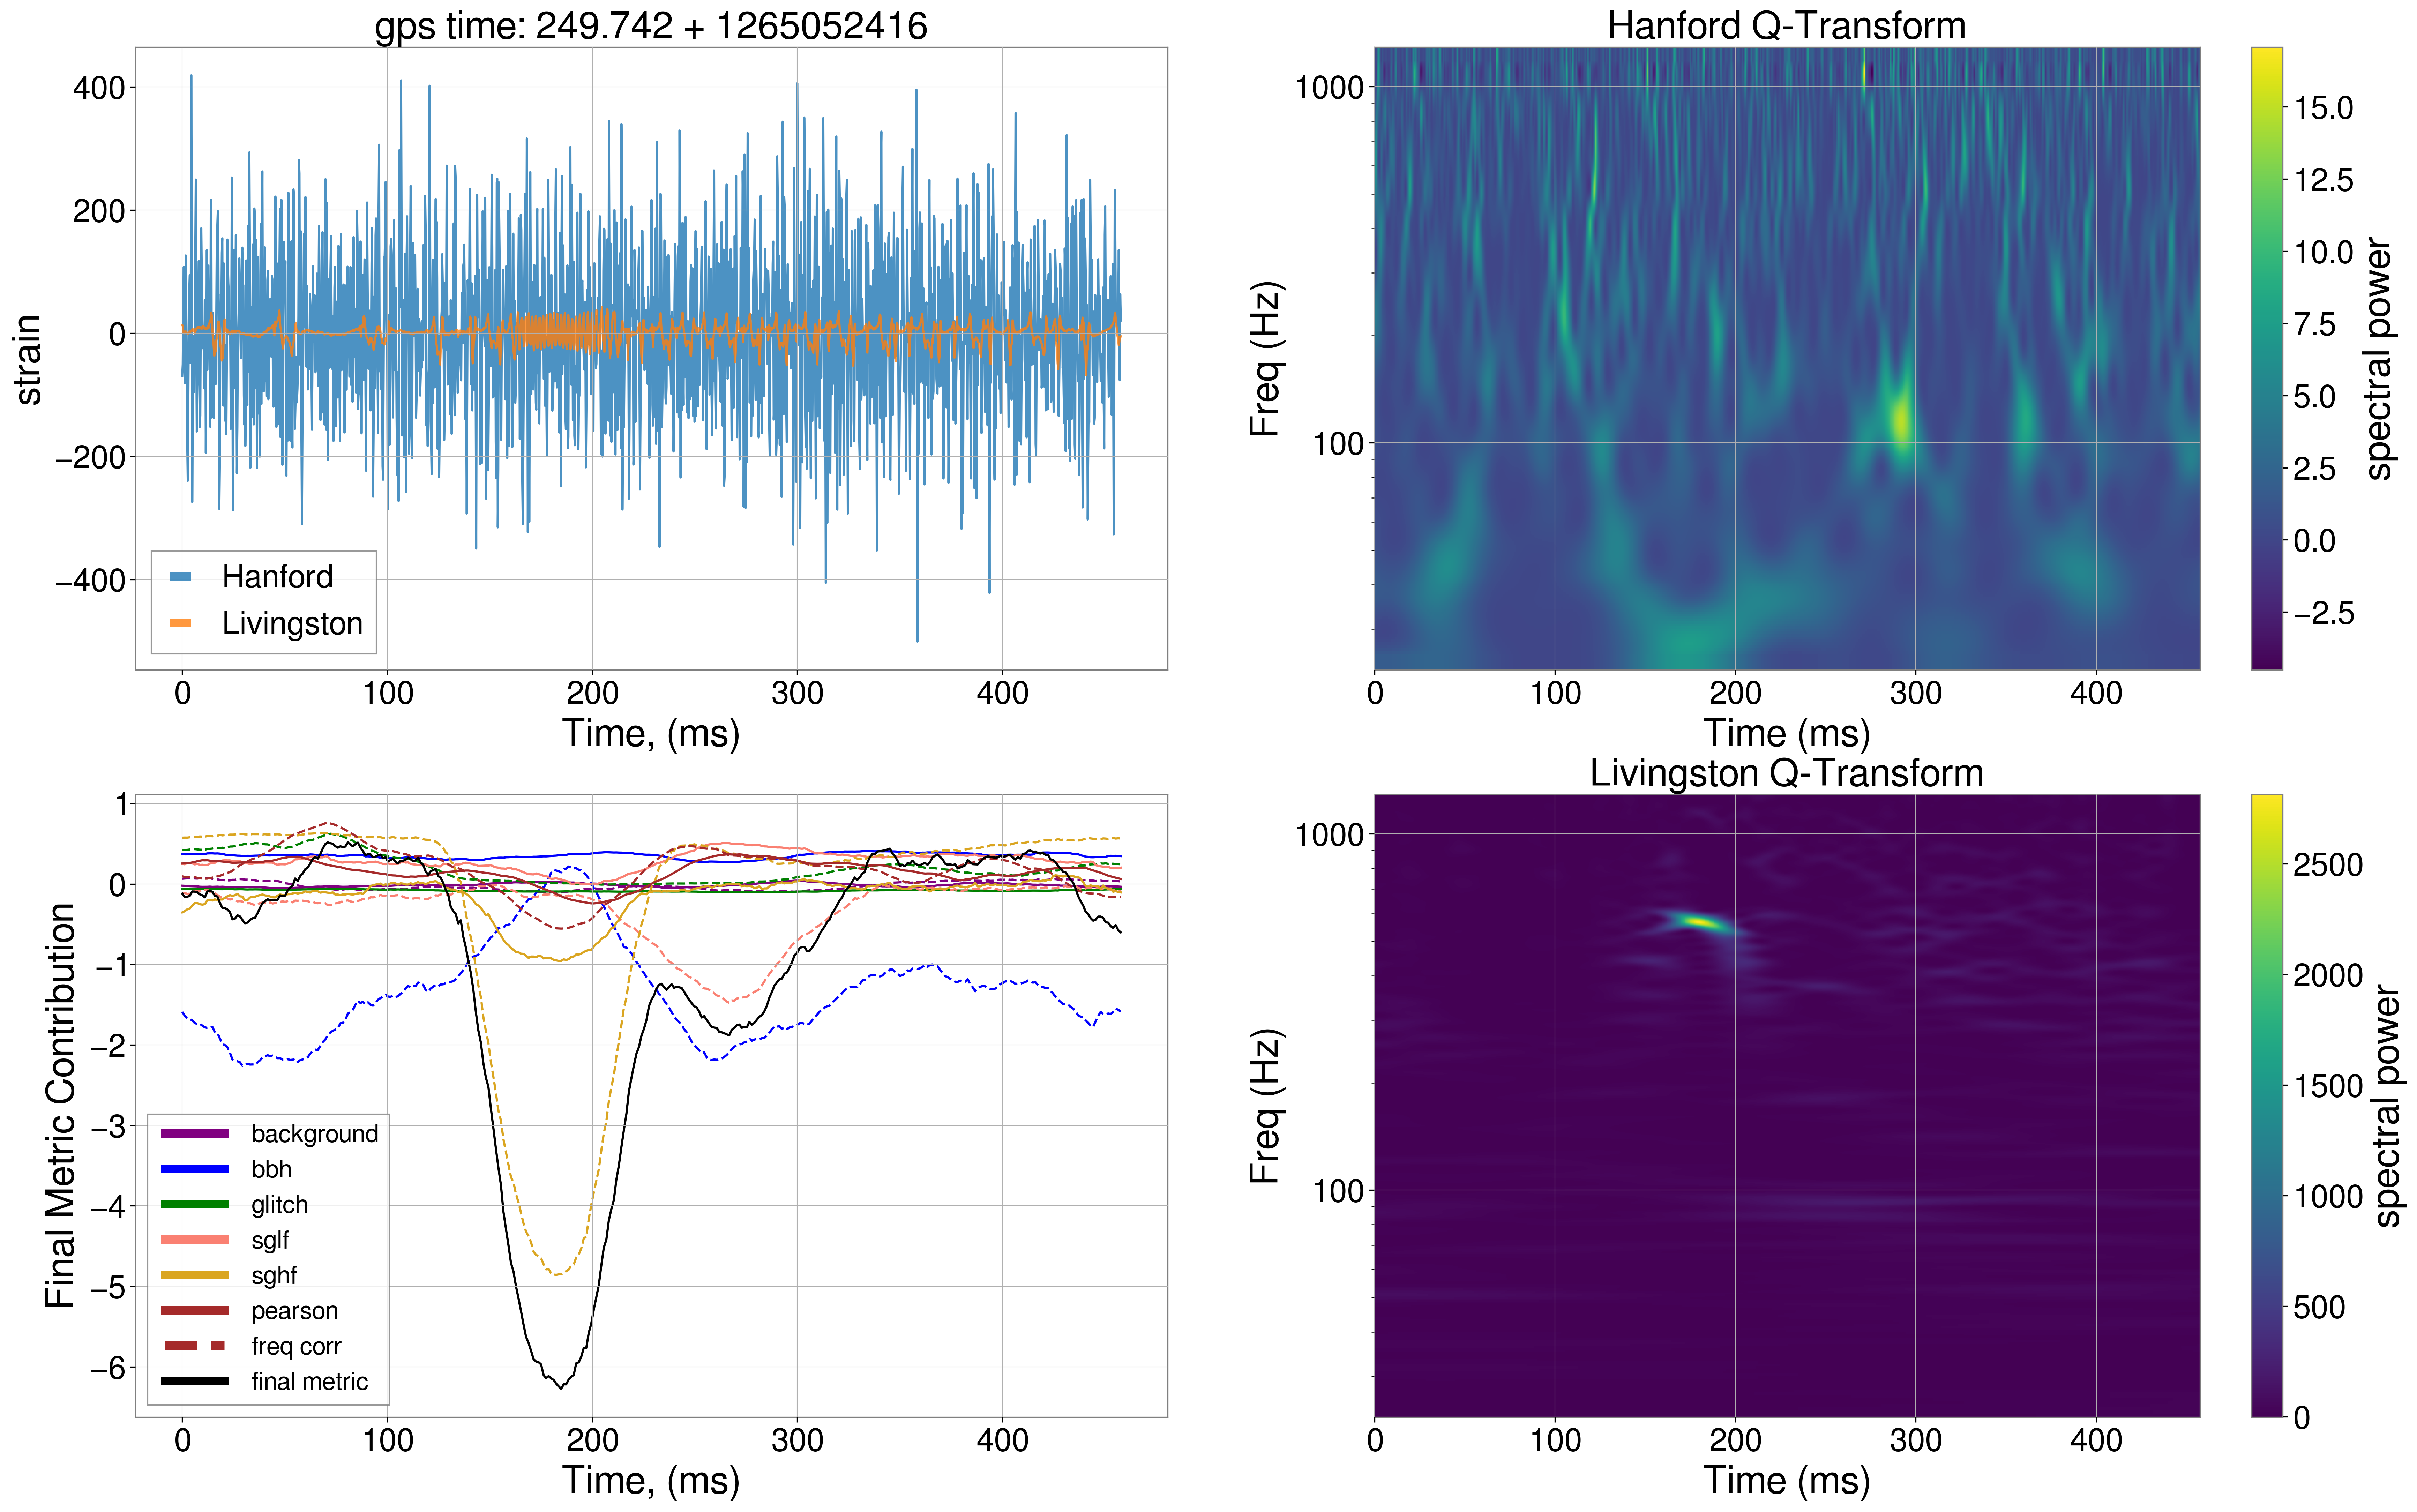 gps time: 249.742 + 1265052416
400
200
0
−200
−400
strain
Hanford
Livingston
0 100 200 300 400
Time, (ms)
Hanford Q-Transform
1000
100
Freq (Hz)
0 100 200 300 400
Time (ms)
15.0
12.5
10.0
7.5
5.0
2.5
0.0
−2.5
spectral power
1
0
−1
−2
−3
−4
−5
−6
Final Metric Contribution
background
bbh
glitch
sglf
sghf
pearson
freq corr
final metric
0 100 200 300 400
Time, (ms)
Livingston Q-Transform
1000
100
Freq (Hz)
0 100 200 300 400
Time (ms)
2500
2000
1500
1000
500
0
spectral power